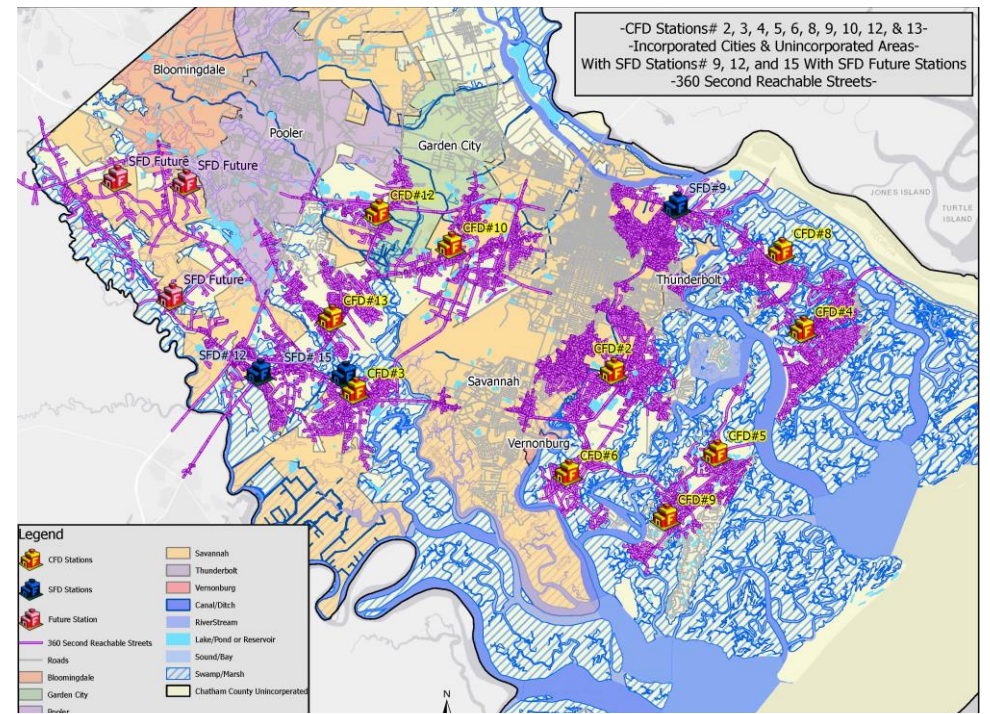 -CFD Stations# 2, 3, 4, 5, 6, 8, 9, 10, 12, & 13-
-Incorporated Cities & Unincorporated Areas-
With SFD Stations# 9, 12, and 15 With SFD Future Stations
-360 Second Reachable Streets-
Bloomingdale
Pooler
Garden City
SFD Future
SFD Future
CFD#12
SFD#9
JONES ISLAND
TURTLE
ISLAND
CFD#10
CFD#8
SFD Future
Thunderbolt
CFD#13
CFD#4
SFD# 12
SFD# 15
CFD#3
CFD#2
Savannah
Vernonburg
CFD#5
CFD#6
CFD#9
Legend
CFD Stations
SFD Stations
Future Station
360 Second Reachable Streets
Roads
Bloomingdale
Garden City
Pooler
Savannah
Thunderbolt
Vernonburg
Canal/Ditch
RiverStream
Lake/Pond or Reservoir
Sound/Bay
Swamp/Marsh
Chatham County Unincorporated
N